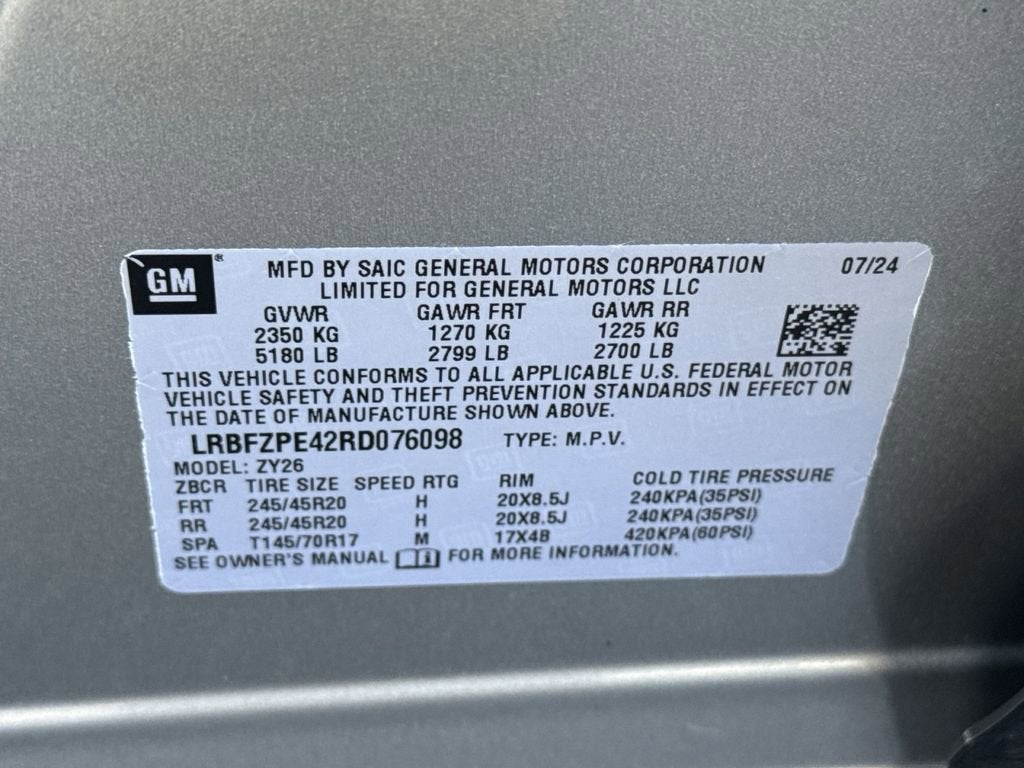 GM ® MFD BY SAIC GENERAL MOTORS CORPORATION 07/24
LIMITED FOR GENERAL MOTORS LLC
GVWR GAWR FRT GAWR RR
2350 KG 1270 KG 1225 KG
5180 LB 2799 LB 2700 LB
THIS VEHICLE CONFORMS TO ALL APPLICABLE U.S. FEDERAL MOTOR
VEHICLE SAFETY AND THEFT PREVENTION STANDARDS IN EFFECT ON
THE DATE OF MANUFACTURE SHOWN ABOVE.
LRBFZPE42RD076098 TYPE: M.P.V.
MODEL: ZY26
ZBCR TIRE SIZE SPEED RTG RIM COLD TIRE PRESSURE
FRT 245/45R20 H 20X8.5J 240KPA(35PSI)
RR 245/45R20 H 20X8.5J 240KPA(35PSI)
SPA T145/70R17 M 17X4B 420KPA(60PSI)
SEE OWNER'S MANUAL FOR MORE INFORMATION.